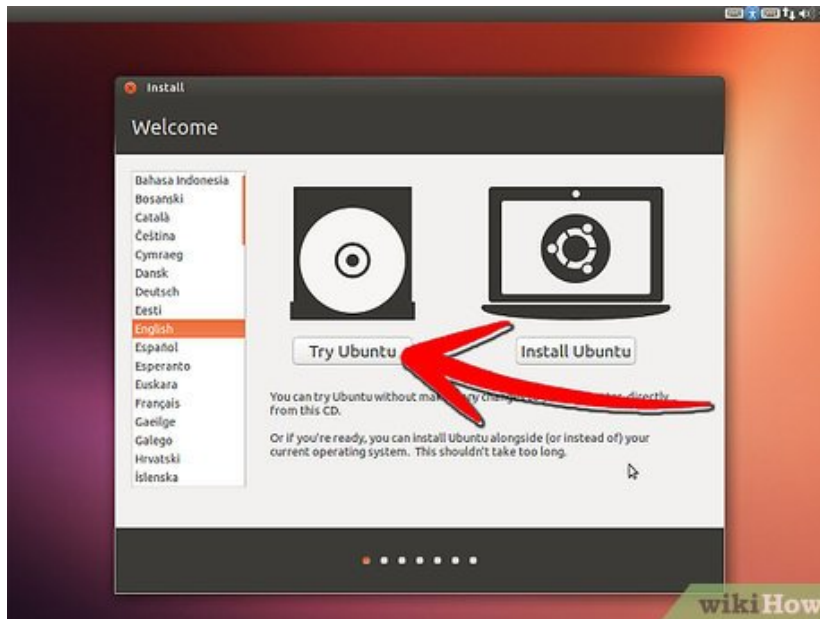 Install
Welcome
Bahasa Indonesia
Bosanski
Català
Čeština
Cymraeg
Dansk
Deutsch
Eesti
English
Español
Esperanto
Euskara
Français
Gaeilge
Galego
Hrvatski
Íslenska
Try Ubuntu
Install Ubuntu
You can try Ubuntu without directly
from this CD.
Or if you're ready, you can install Ubuntu alongside (or instead of) your
current operating system. This shouldn't take too long.
wikiHow